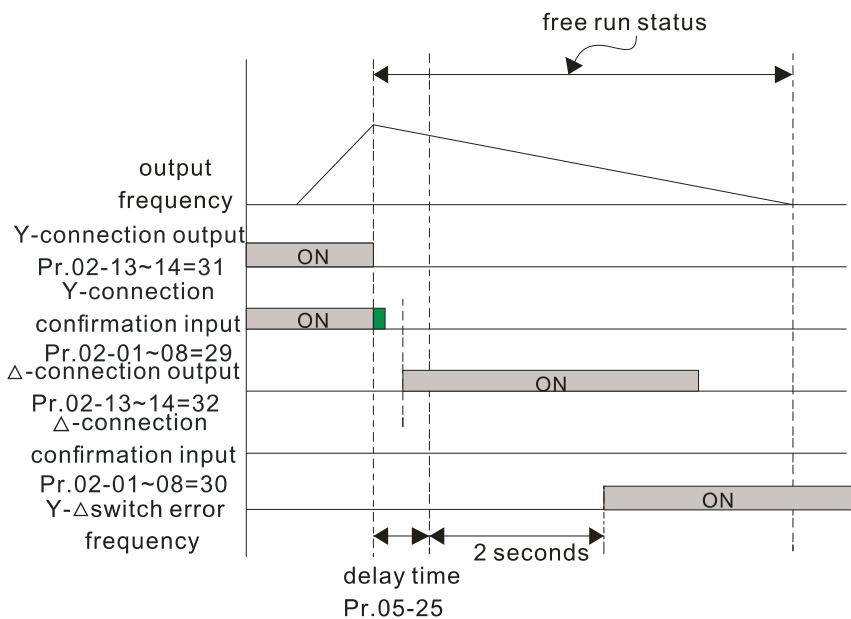 free run status
output
frequency
Y-connection output
ON
Pr.02-13~14=31
Y-connection
ON
confirmation input
Pr.02-01~08=29
△-connection output
ON
Pr.02-13~14=32
△-connection
confirmation input
Pr.02-01~08=30
ON
Y-△switch error
frequency
2 seconds
delay time
Pr.05-25